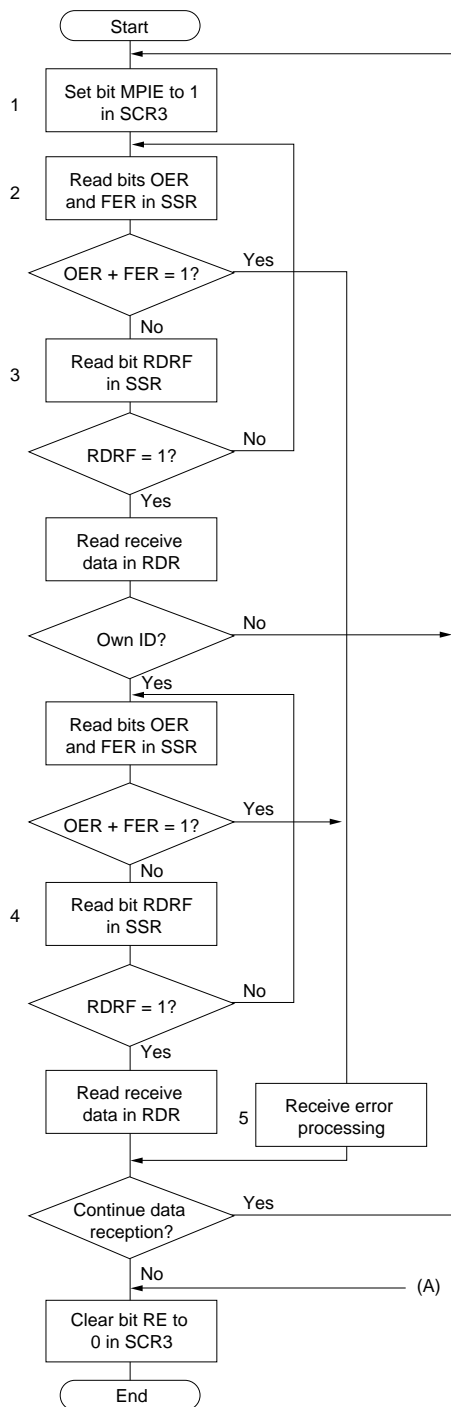 Start
1
Set bit MPIE to 1
in SCR3
2
Read bits OER
and FER in SSR
OER + FER = 1?
Yes
No
3
Read bit RDRF
in SSR
RDRF = 1?
No
Yes
Read receive
data in RDR
Own ID?
No
Yes
Read bits OER
and FER in SSR
OER + FER = 1?
Yes
No
4
Read bit RDRF
in SSR
RDRF = 1?
No
Yes
Read receive
data in RDR
5
Receive error
processing
Continue data
reception?
Yes
No
(A)
Clear bit RE to
0 in SCR3
End